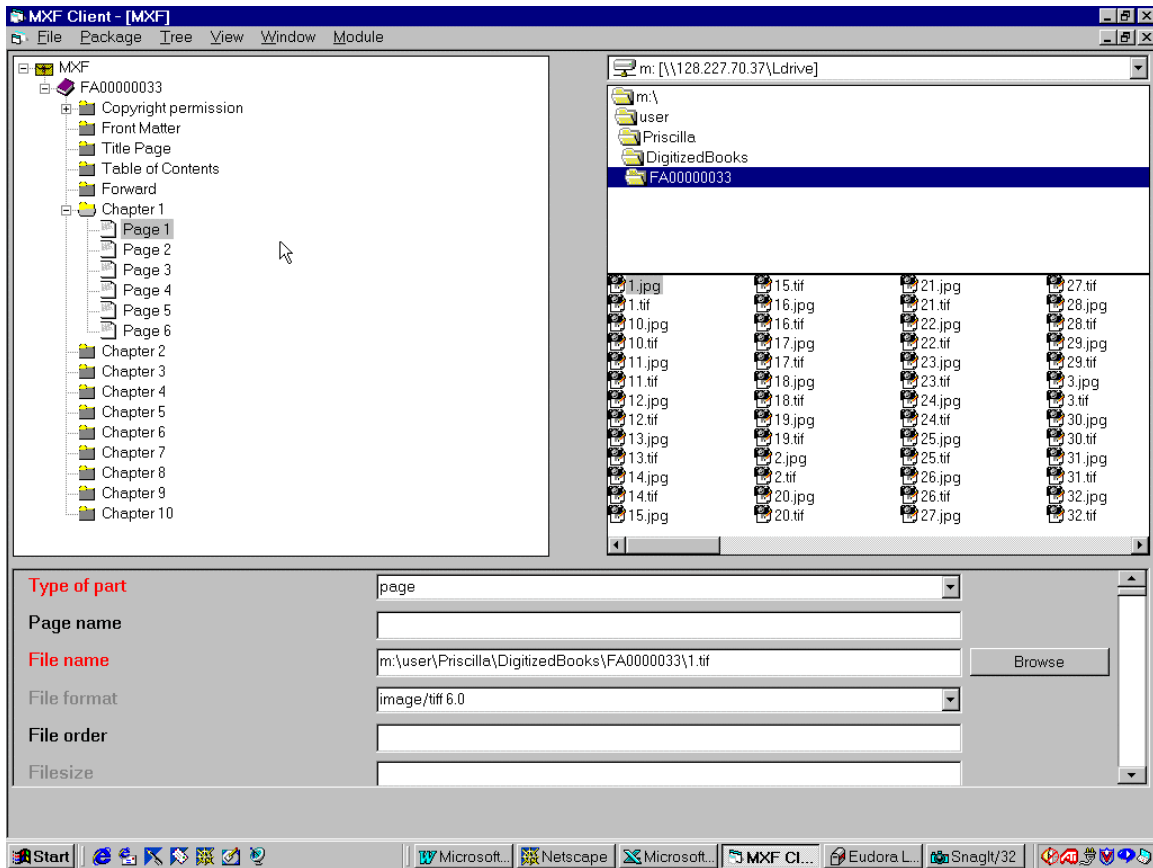 MXF Client - [MXF]
File Package Tree View Window Module
MXF
FA00000033
Copyright permission
Front Matter
Title Page
Table of Contents
Forward
Chapter 1
Page 1
Page 2
Page 3
Page 4
Page 5
Page 6
Chapter 2
Chapter 3
Chapter 4
Chapter 5
Chapter 6
Chapter 7
Chapter 8
Chapter 9
Chapter 10
m: [\\128.227.70.37\Ldrive]
m:\
user
Priscilla
DigitizedBooks
FA00000033
1.jpg 15.tif 21.jpg 27.tif
1.tif 16.jpg 21.tif 28.jpg
10.jpg 16.tif 22.jpg 28.tif
10.tif 17.jpg 22.tif 29.jpg
11.jpg 17.tif 23.jpg 29.tif
11.tif 18.jpg 23.tif 3.jpg
12.jpg 18.tif 24.jpg 3.tif
12.tif 19.jpg 24.tif 30.jpg
13.jpg 19.tif 25.jpg 30.tif
13.tif 2.jpg 25.tif 31.jpg
14.jpg 2.tif 26.jpg 31.tif
14.tif 20.jpg 26.tif 32.jpg
15.jpg 20.tif 27.jpg 32.tif
Type of part page
Page name
File name m:\user\Priscilla\DigitizedBooks\FA0000033\1.tif Browse
File format image/tiff 6.0
File order
Filesize
Start Microsoft... Netscape Microsoft... MXF Cl... Eudora L... SnagIt/32